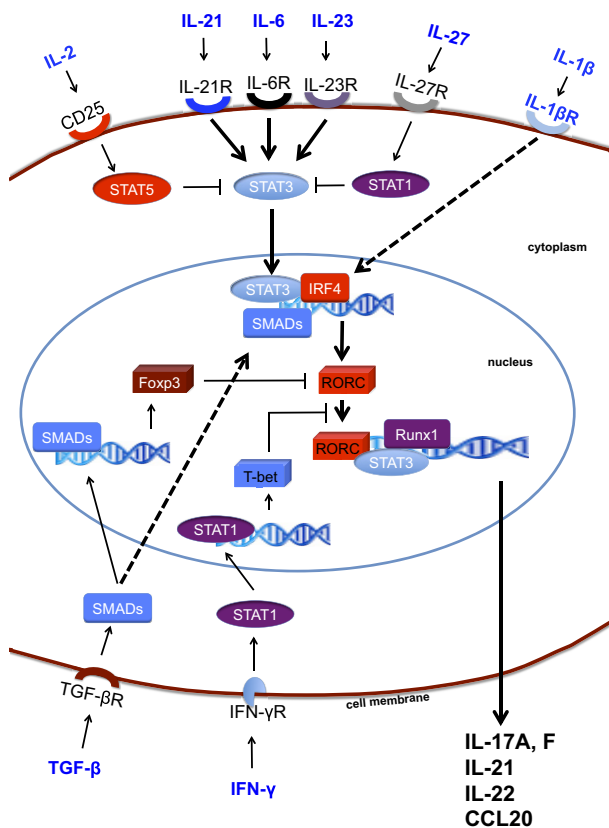 IL-21
IL-6
IL-23
IL-27
IL-2
IL-1β
IL-21R
IL-6R
IL-23R
IL-27R
CD25
IL-1βR
STAT5
STAT3
STAT1
cytoplasm
STAT3
IRF4
SMADs
nucleus
Foxp3
RORC
SMADs
RORC
Runx1
STAT3
T-bet
STAT1
SMADs
STAT1
TGF-βR
IFN-γR
cell membrane
TGF-β
IFN-γ
IL-17A, F
IL-21
IL-22
CCL20